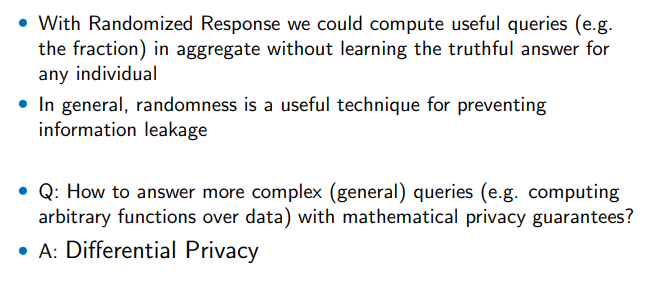 • With Randomized Response we could compute useful queries (e.g.
the fraction) in aggregate without learning the truthful answer for
any individual
• In general, randomness is a useful technique for preventing
information leakage
• Q: How to answer more complex (general) queries (e.g. computing
arbitrary functions over data) with mathematical privacy guarantees?
• A: Differential Privacy